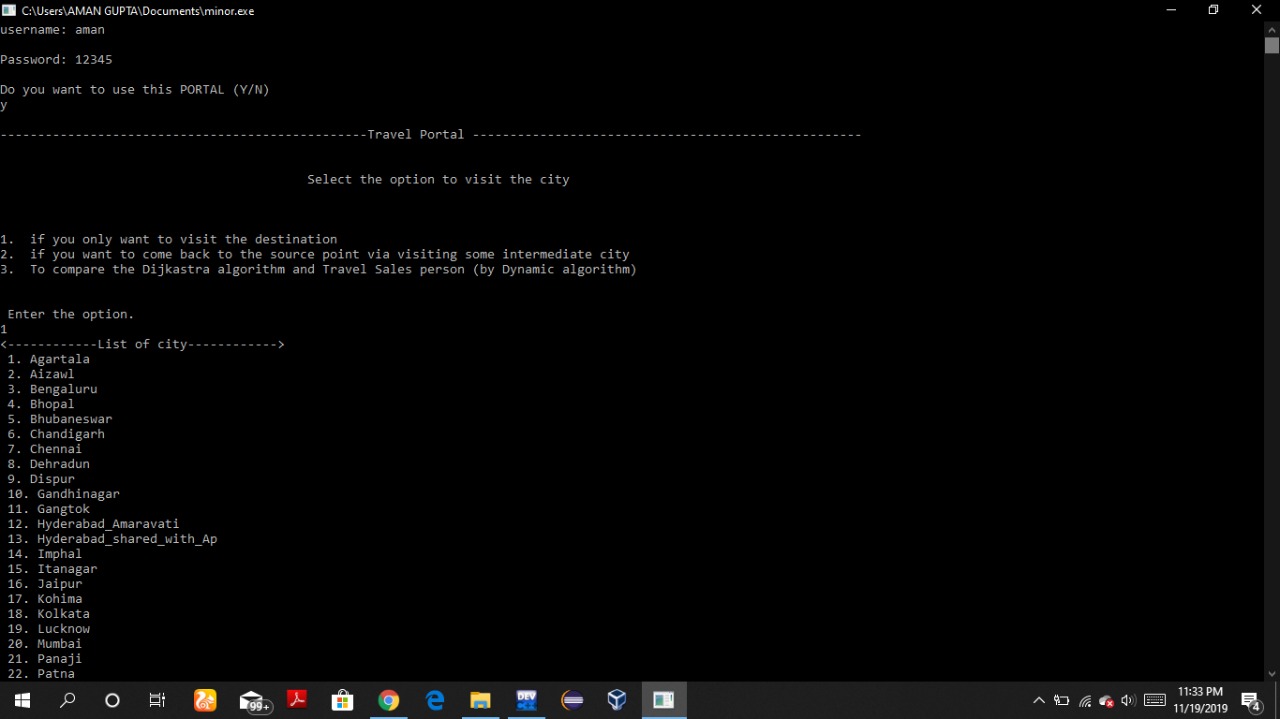 C:\Users\AMAN GUPTA\Documents\minor.exe
username: aman
Password: 12345
Do you want to use this PORTAL (Y/N)
y
-------------------------------------------------Travel Portal ----------------------------------------------------
Select the option to visit the city
1.  if you only want to visit the destination
2.  if you want to come back to the source point via visiting some intermediate city
3.  To compare the Dijkastra algorithm and Travel Sales person (by Dynamic algorithm)
Enter the option.
1
<------------List of city------------>
1. Agartala
2. Aizawl
3. Bengaluru
4. Bhopal
5. Bhubaneswar
6. Chandigarh
7. Chennai
8. Dehradun
9. Dispur
10. Gandhinagar
11. Gangtok
12. Hyderabad_Amaravati
13. Hyderabad_shared_with_Ap
14. Imphal
15. Itanagar
16. Jaipur
17. Kohima
18. Kolkata
19. Lucknow
20. Mumbai
21. Panaji
22. Patna
99+
DEV
11:33 PM
11/19/2019
4